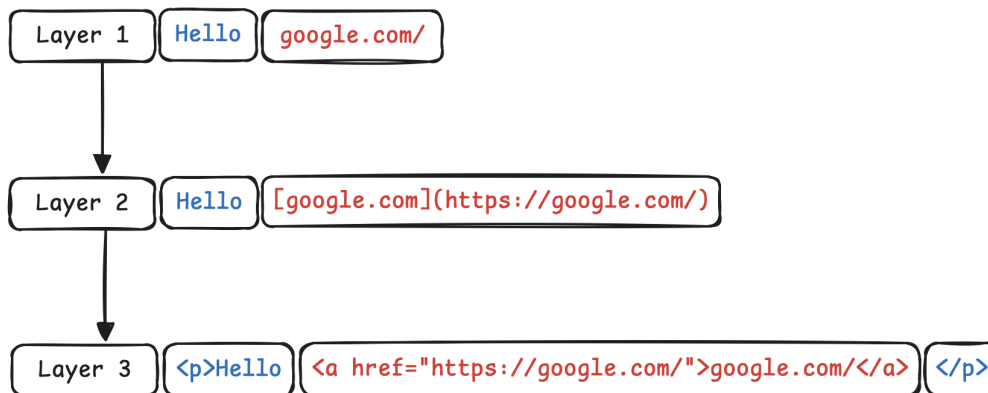 Layer 1 Hello google.com/
Layer 2 Hello [google.com](https://google.com/)
Layer 3 <p>Hello <a href="https://google.com/">google.com/</a> </p>